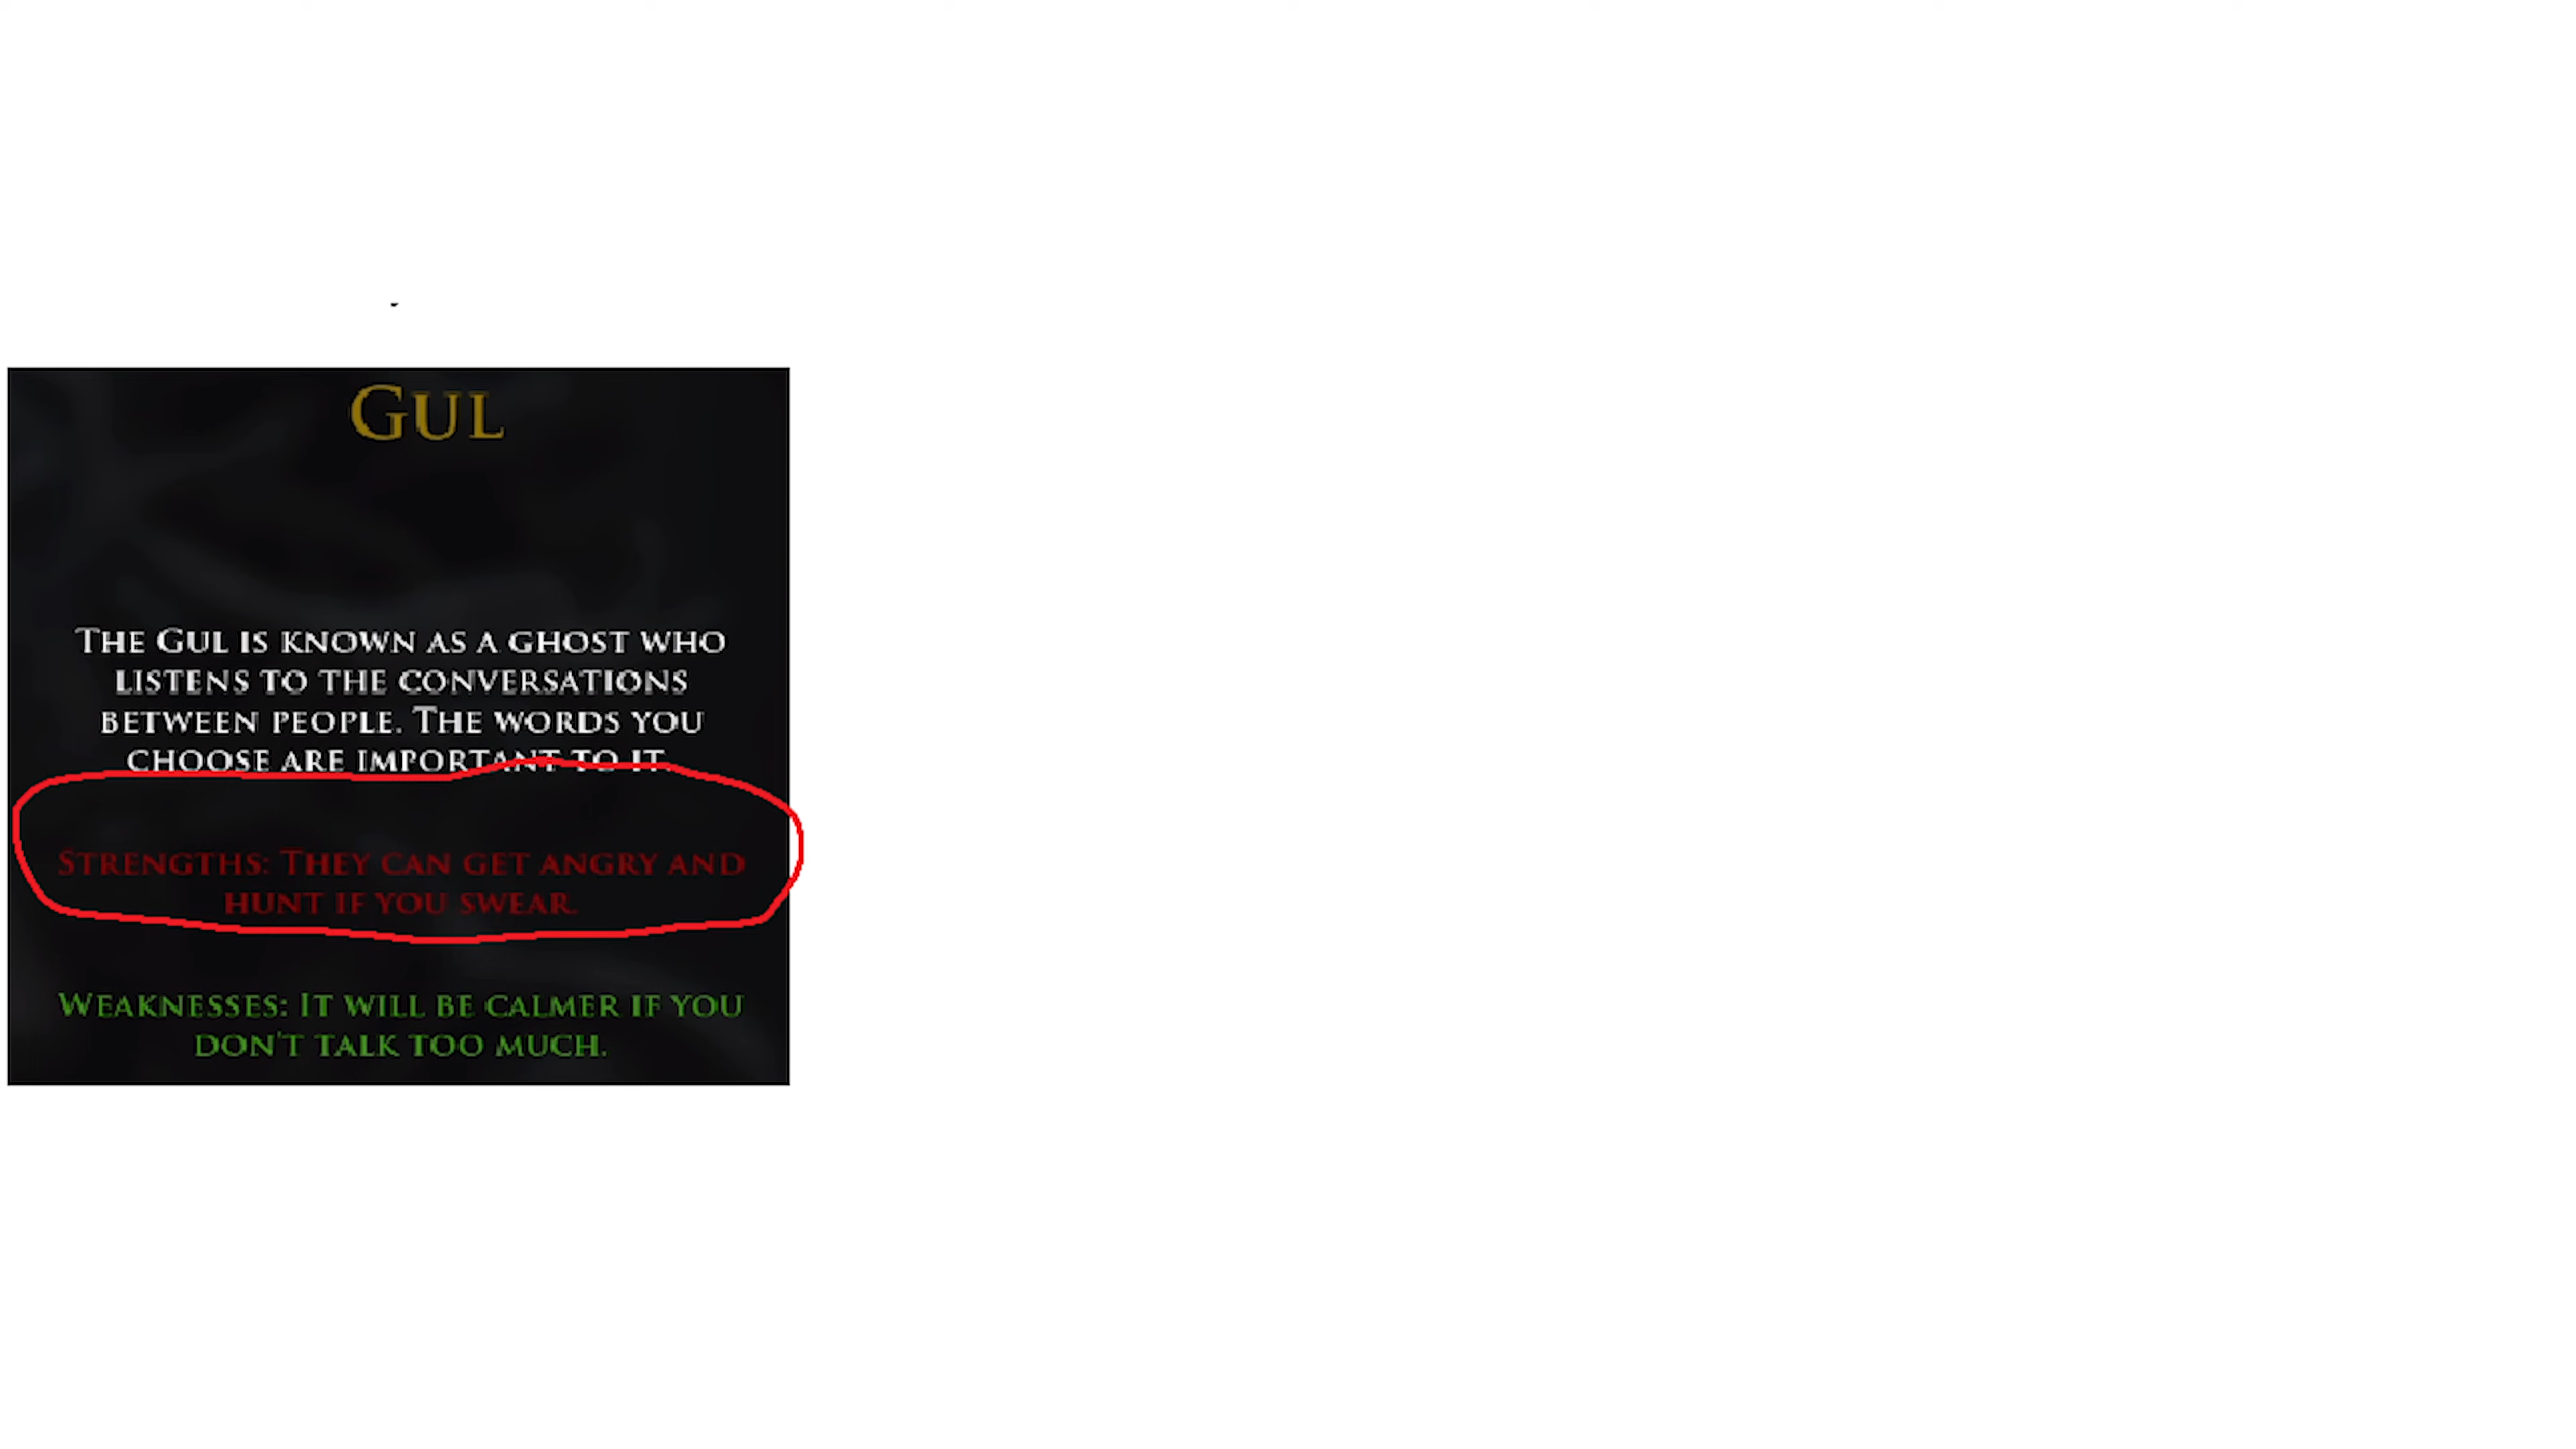 Gul
The Gul is known as a ghost who
listens to the conversations
between people. The words you
choose are important to it.
Strengths: They can get angry and
hunt if you swear.
Weaknesses: It will be calmer if you
don't talk too much.